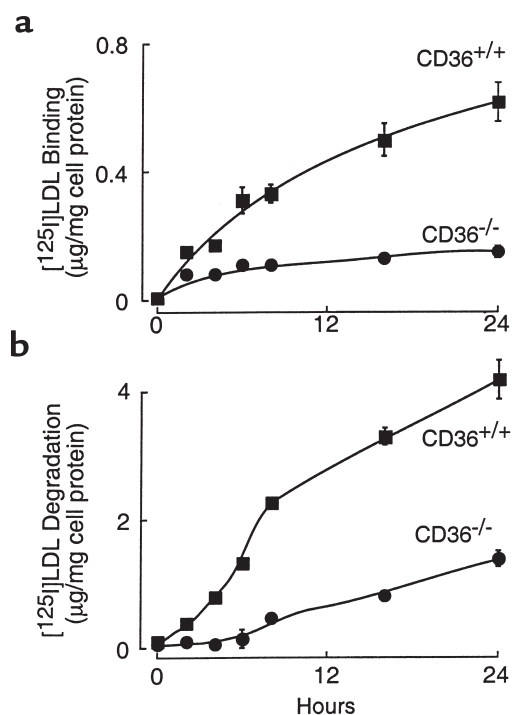 a
0.8
0.4
0
[125I]LDL Binding
(µg/mg cell protein)
CD36+/+
CD36-/-
0
12
24
b
4
2
0
[125I]LDL Degradation
(µg/mg cell protein)
CD36+/+
CD36-/-
0
12
24
Hours